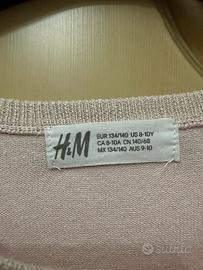 H&M
EUR 134/140 US 8-10Y
CA 8-10A CN 140/68
MX 134/140 AUS 9-10
subito